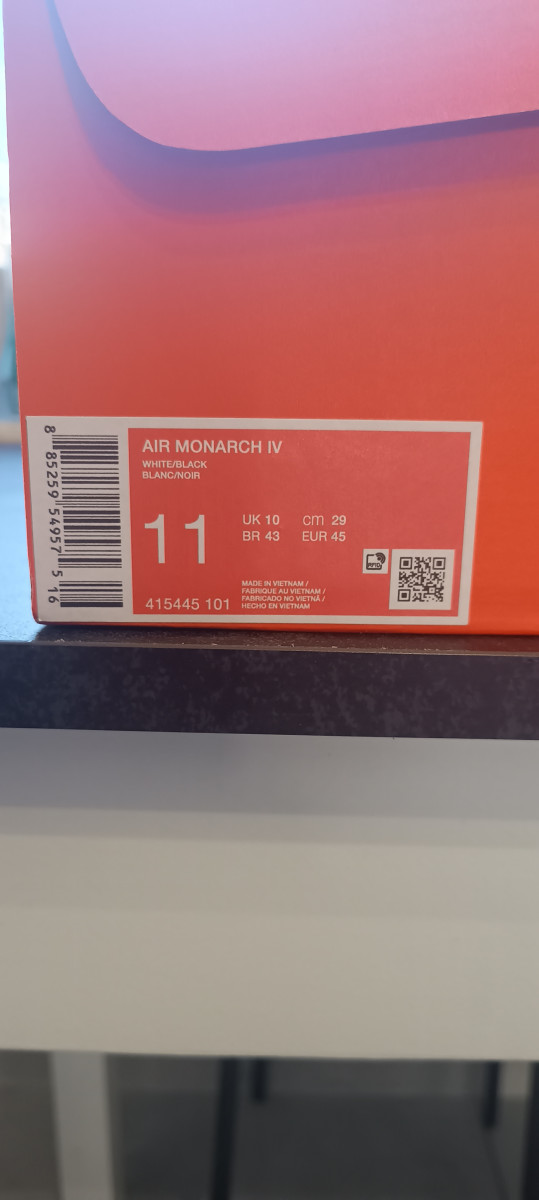 AIR MONARCH IV
WHITE/BLACK
BLANC/NOIR
11
UK 10 cm 29
BR 43 EUR 45
MADE IN VIETNAM /
FABRIQUE AU VIETNAM /
FABRICADO NO VIETNÃ /
HECHO EN VIETNAM
415445 101
8 85259 54957 5 16